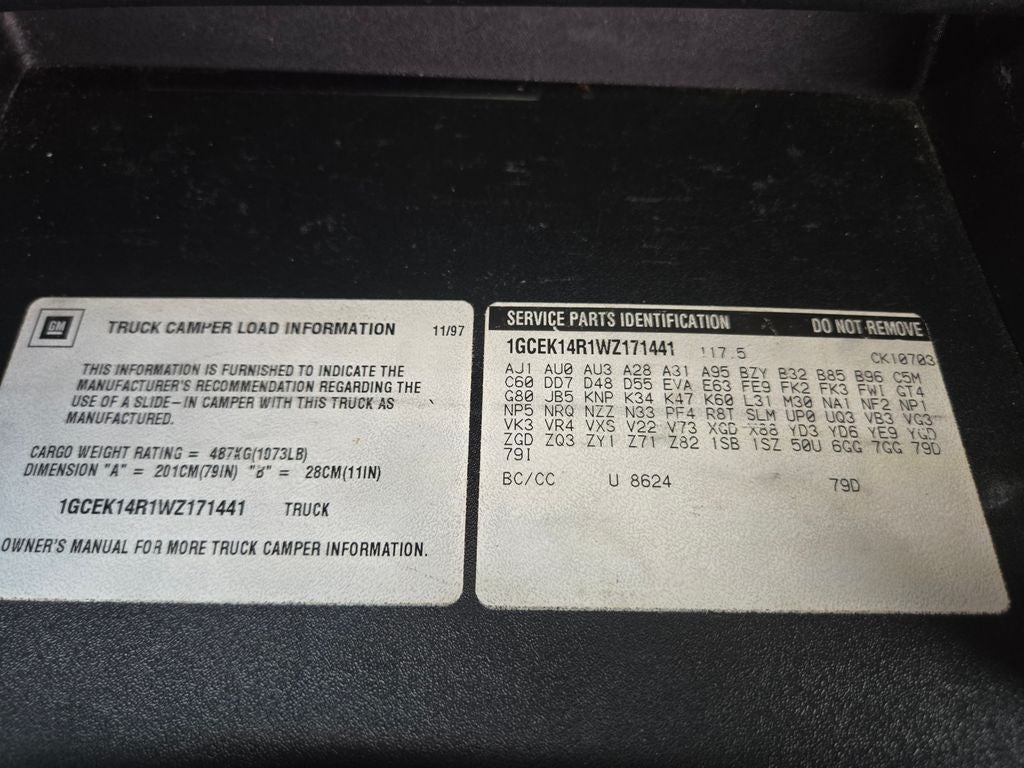 GM TRUCK CAMPER LOAD INFORMATION 11/97
THIS INFORMATION IS FURNISHED TO INDICATE THE
MANUFACTURER'S RECOMMENDATION REGARDING THE
USE OF A SLIDE-IN CAMPER WITH THIS TRUCK AS
MANUFACTURED.
CARGO WEIGHT RATING = 487KG(1073LB)
DIMENSION "A" = 201CM(79IN) "B" = 28CM(11IN)
1GCEK14R1WZ171441 TRUCK
OWNER'S MANUAL FOR MORE TRUCK CAMPER INFORMATION.
SERVICE PARTS IDENTIFICATION DO NOT REMOVE
1GCEK14R1WZ171441 117.5 CK10703
AJ1 AU0 AU3 A28 A31 A95 BZY B32 B85 B96 C5M
C60 DD7 D48 D55 EVA E63 FE9 FK2 FK3 FW1 GT4
G80 JB5 KNP K34 K47 K60 L31 M30 NA1 NF2 NP1
NP5 NRQ NZZ N33 PF4 R8T SLM UP0 UQ3 VB3 VG3
VK3 VR4 VXS V22 V73 XGD X88 YD3 YD6 YE9 YGD
ZGD ZQ3 ZY1 Z71 Z82 1SB 1SZ 50U 6GG 7GG 79D
79I
BC/CC U 8624 79D